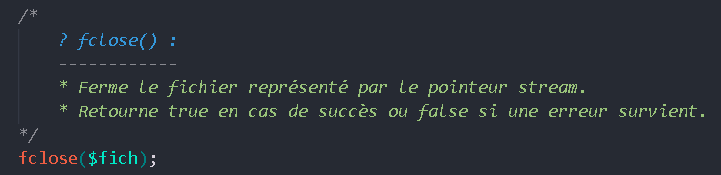 /*
? fclose() :
------------
* Ferme le fichier représenté par le pointeur stream.
* Retourne true en cas de succès ou false si une erreur survient.
*/
fclose($fich);